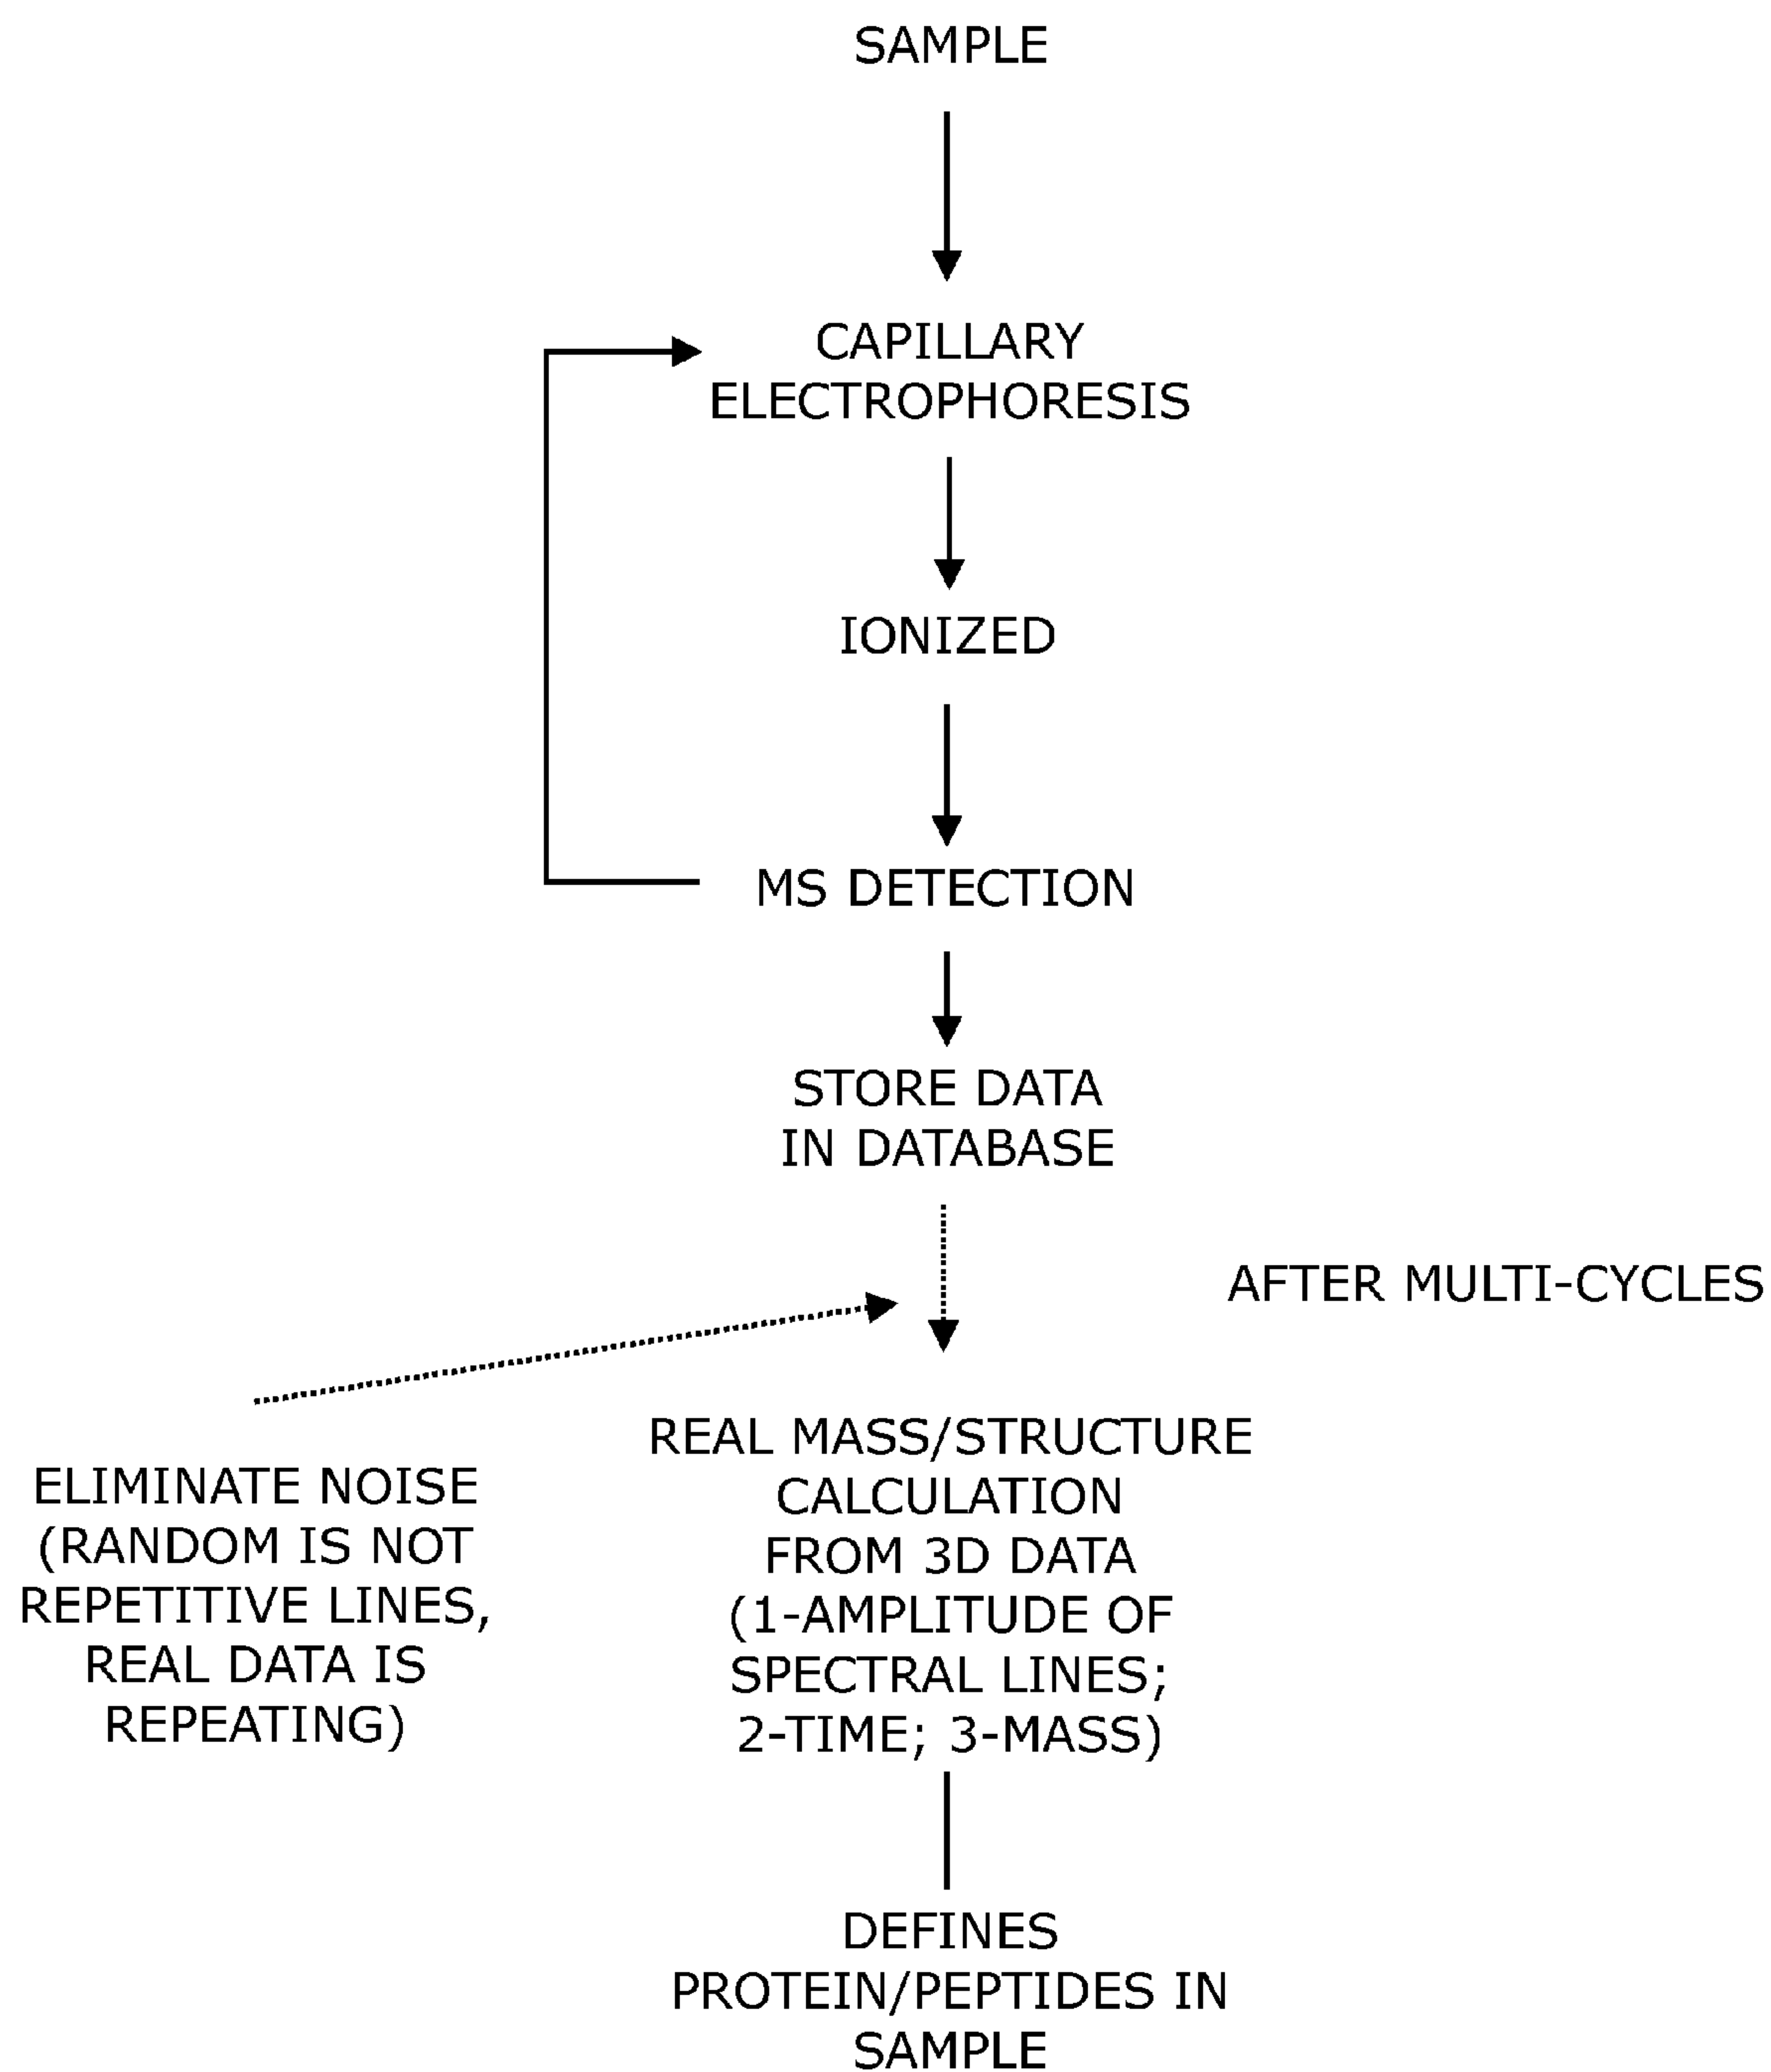 SAMPLE
CAPILLARY
ELECTROPHORESIS
IONIZED
MS DETECTION
STORE DATA
IN DATABASE
AFTER MULTI-CYCLES
ELIMINATE NOISE
(RANDOM IS NOT
REPETITIVE LINES,
REAL DATA IS
REPEATING)
REAL MASS/STRUCTURE
CALCULATION
FROM 3D DATA
(1-AMPLITUDE OF
SPECTRAL LINES;
2-TIME; 3-MASS)
DEFINES
PROTEIN/PEPTIDES IN
SAMPLE